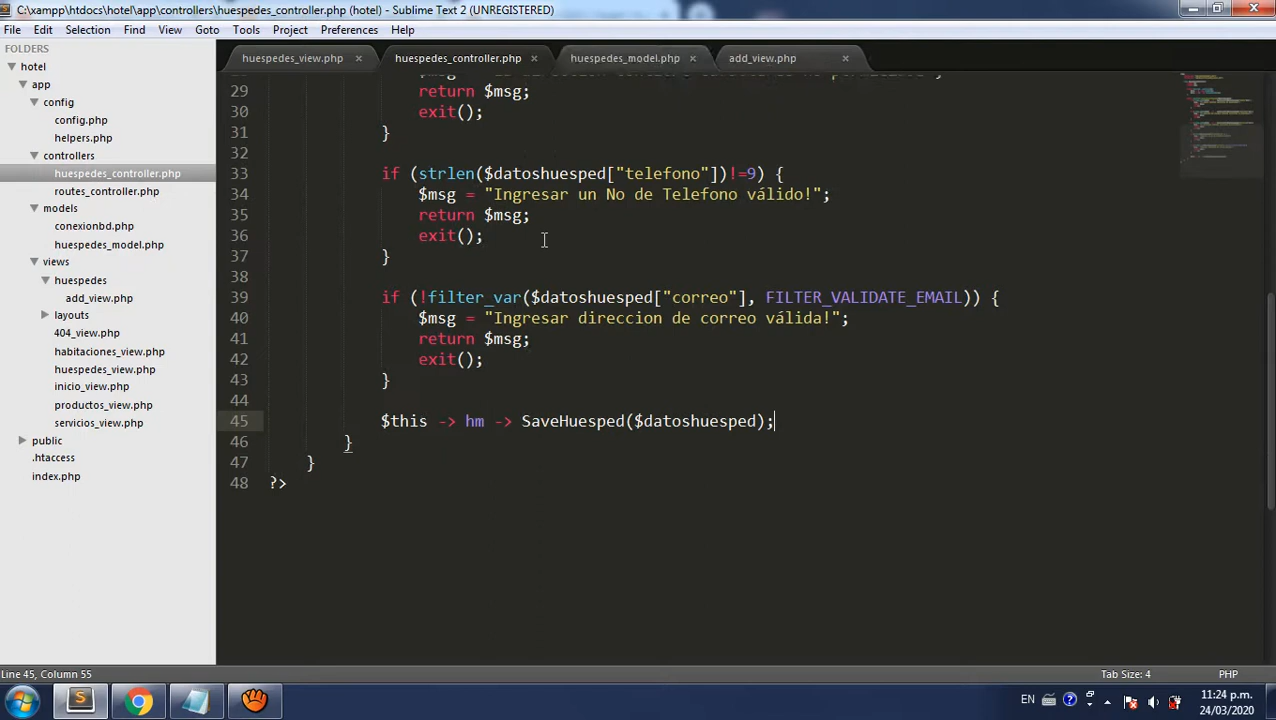 C:\xampp\htdocs\hotel\app\controllers\huespedes_controller.php (hotel) - Sublime Text 2 (UNREGISTERED)
File Edit Selection Find View Goto Tools Project Preferences Help
FOLDERS
hotel
app
config
config.php
helpers.php
controllers
huespedes_controller.php
routes_controller.php
models
conexionbd.php
huespedes_model.php
views
huespedes
add_view.php
layouts
404_view.php
habitaciones_view.php
huespedes_view.php
inicio_view.php
productos_view.php
servicios_view.php
public
.htaccess
index.php
huespedes_view.php × huespedes_controller.php × huespedes_model.php × add_view.php ×
29 return $msg;
30 exit();
31 }
32
33 if (strlen($datoshuesped["telefono"])!=9) {
34 $msg = "Ingresar un No de Telefono válido!";
35 return $msg;
36 exit();
37 }
38
39 if (!filter_var($datoshuesped["correo"], FILTER_VALIDATE_EMAIL)) {
40 $msg = "Ingresar direccion de correo válida!";
41 return $msg;
42 exit();
43 }
44
45 $this -> hm -> SaveHuesped($datoshuesped);
46 }
47 }
48 ?>
Line 45, Column 55 Tab Size: 4 PHP
EN 11:24 p.m.
24/03/2020